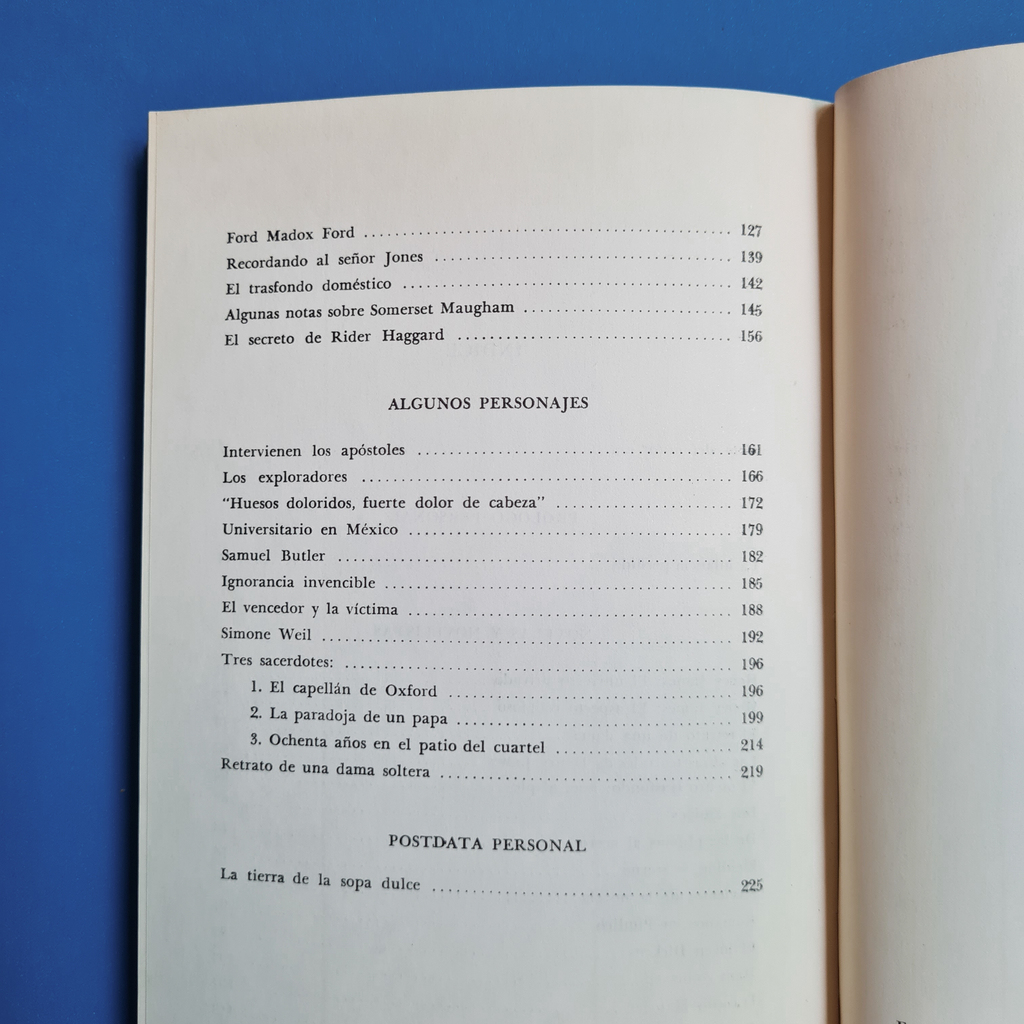 Ford Madox Ford .......................................... 127
Recordando al señor Jones .................................. 139
El trasfondo doméstico ...................................... 142
Algunas notas sobre Somerset Maugham ........................ 145
El secreto de Rider Haggard ................................ 156
ALGUNOS PERSONAJES
Intervienen los apóstoles .................................... 161
Los exploradores .......................................... 166
"Huesos doloridos, fuerte dolor de cabeza" .................... 172
Universitario en México ..................................... 179
Samuel Butler ............................................. 182
Ignorancia invencible ........................................ 185
El vencedor y la víctima ..................................... 188
Simone Weil ............................................... 192
Tres sacerdotes: ............................................ 196
1. El capellán de Oxford .................................. 196
2. La paradoja de un papa ................................. 199
3. Ochenta años en el patio del cuartel ..................... 214
Retrato de una dama soltera ................................. 219
POSTDATA PERSONAL
La tierra de la sopa dulce ................................... 225